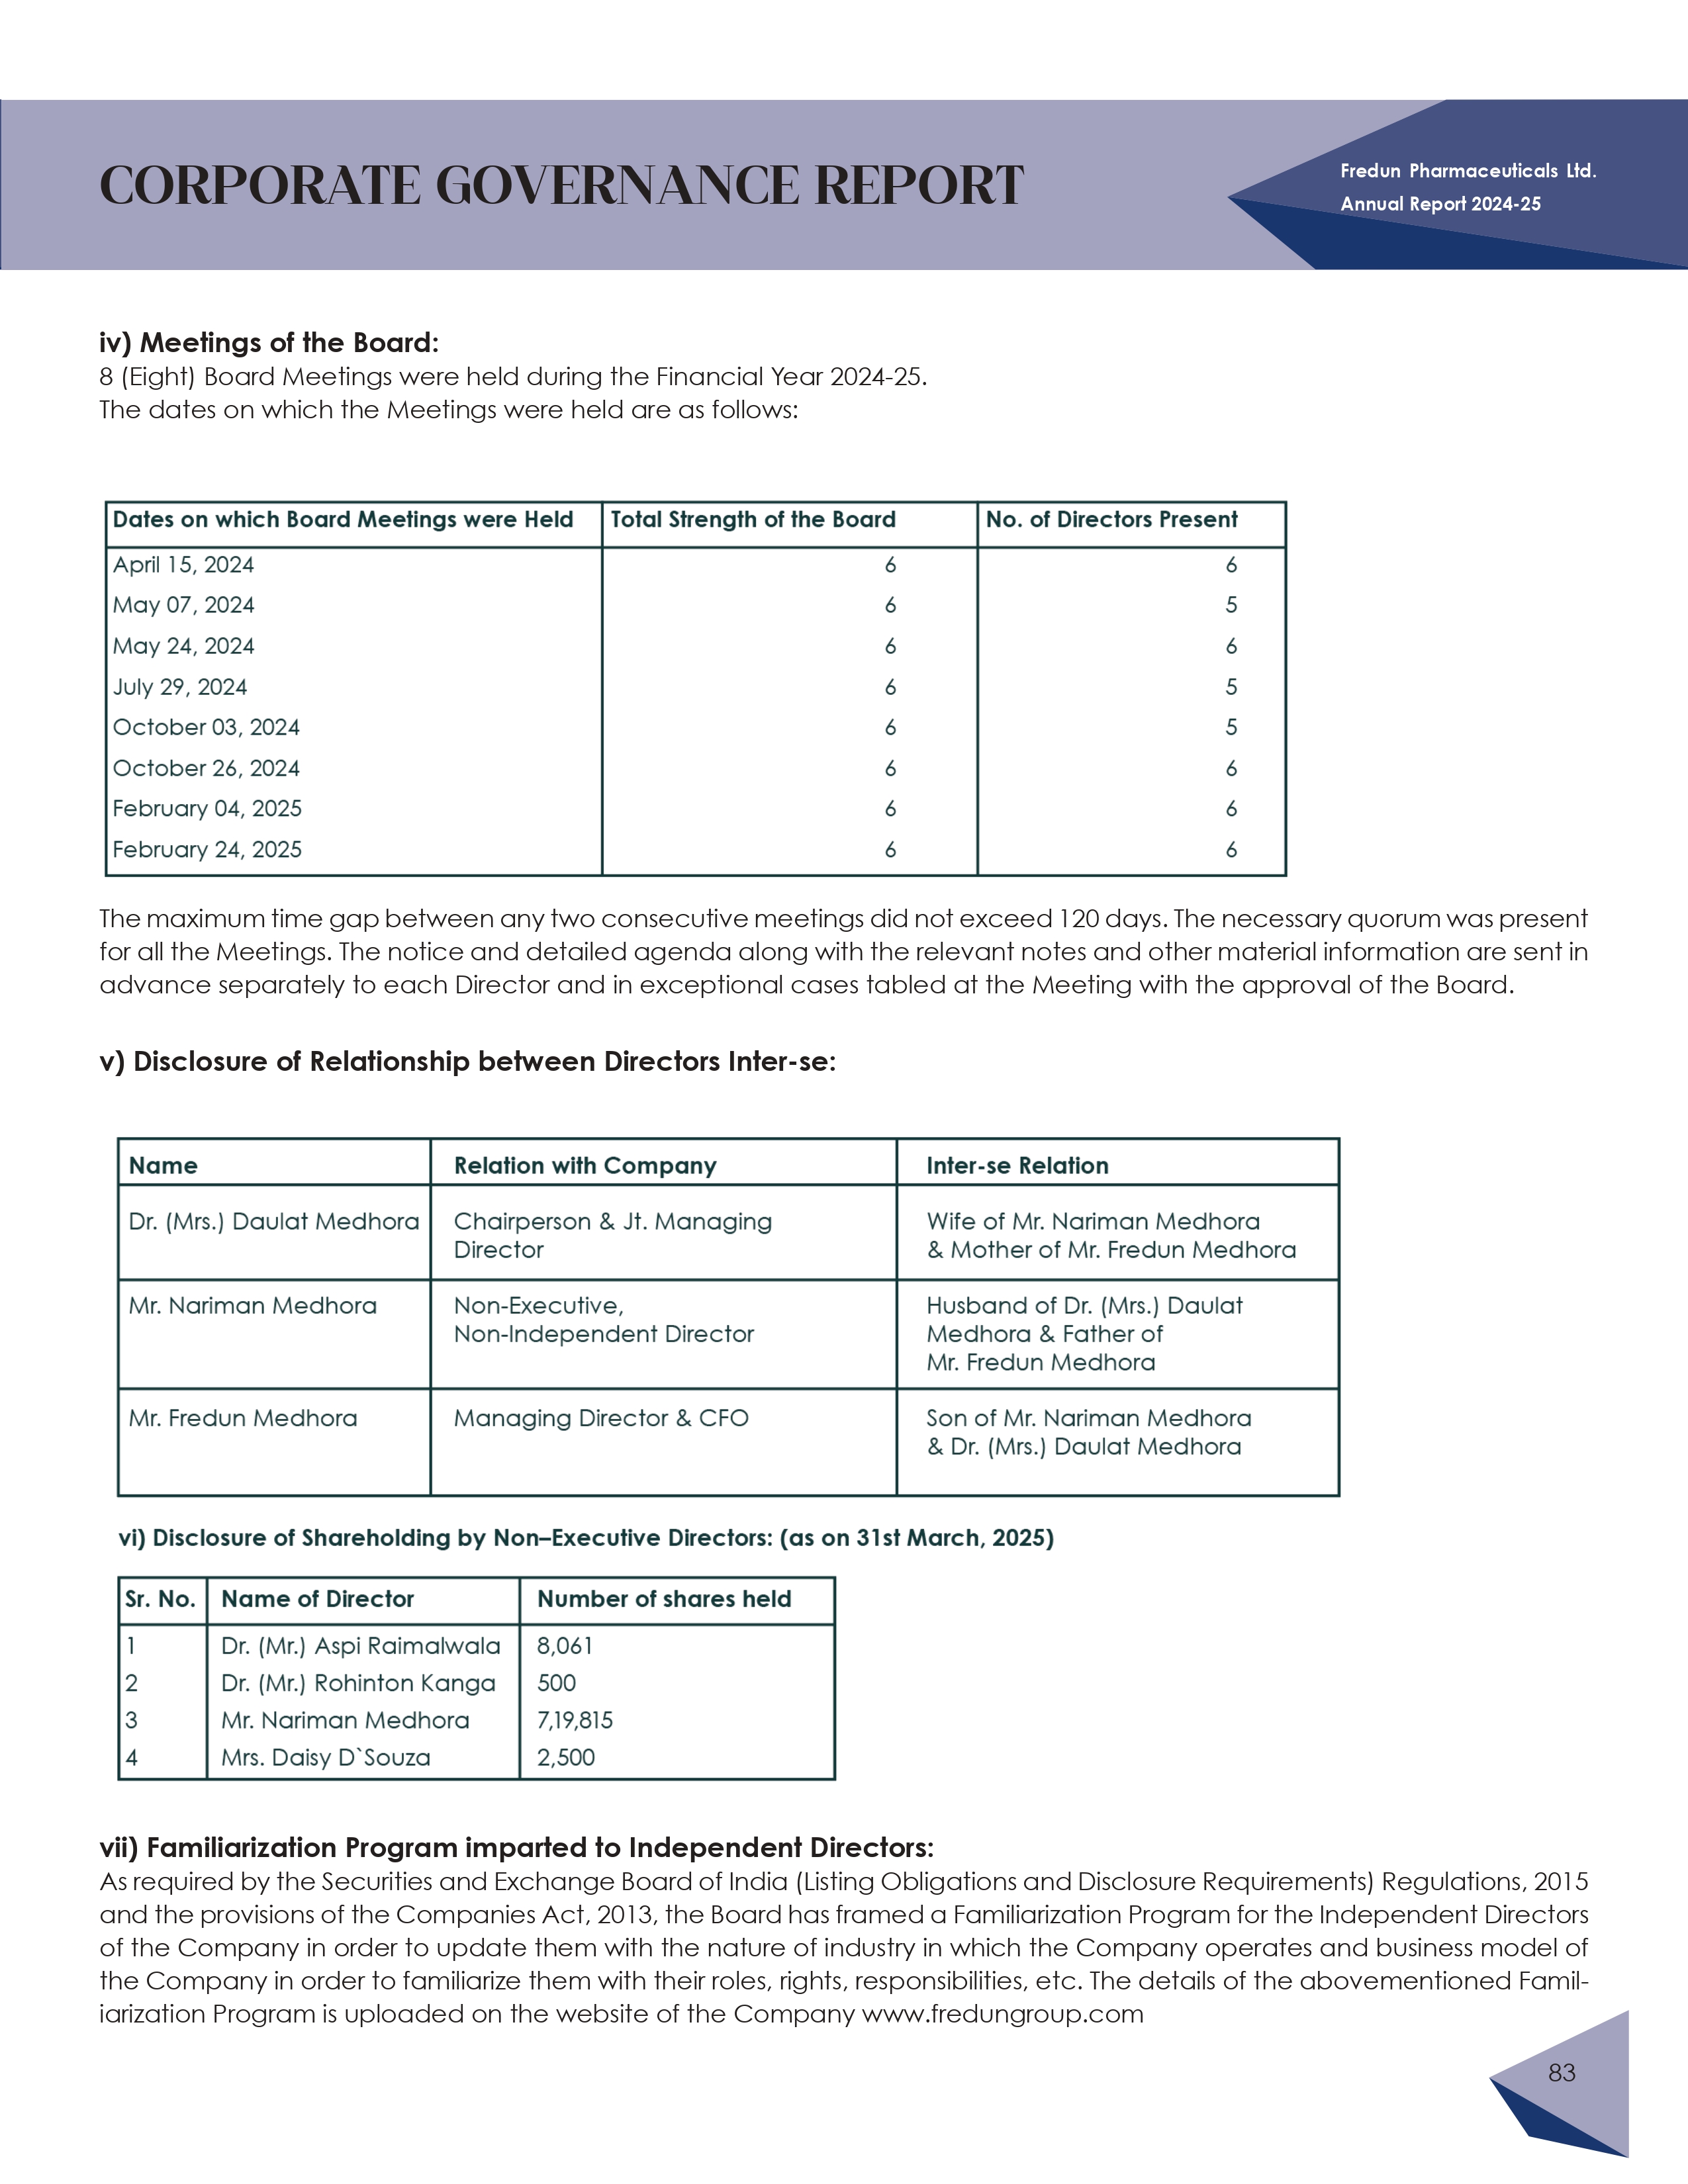 CORPORATE GOVERNANCE REPORT
Fredun Pharmaceuticals Ltd.
Annual Report 2024-25
iv) Meetings of the Board:
8 (Eight) Board Meetings were held during the Financial Year 2024-25.
The dates on which the Meetings were held are as follows:
Dates on which Board Meetings were Held Total Strength of the Board No. of Directors Present
April 15, 2024 6 6
May 07, 2024 6 5
May 24, 2024 6 6
July 29, 2024 6 5
October 03, 2024 6 5
October 26, 2024 6 6
February 04, 2025 6 6
February 24, 2025 6 6
The maximum time gap between any two consecutive meetings did not exceed 120 days. The necessary quorum was present
for all the Meetings. The notice and detailed agenda along with the relevant notes and other material information are sent in
advance separately to each Director and in exceptional cases tabled at the Meeting with the approval of the Board.
v) Disclosure of Relationship between Directors Inter-se:
Name Relation with Company Inter-se Relation
Dr. (Mrs.) Daulat Medhora Chairperson & Jt. Managing Wife of Mr. Nariman Medhora
Director & Mother of Mr. Fredun Medhora
Mr. Nariman Medhora Non-Executive, Husband of Dr. (Mrs.) Daulat
Non-Independent Director Medhora & Father of
Mr. Fredun Medhora
Mr. Fredun Medhora Managing Director & CFO Son of Mr. Nariman Medhora
& Dr. (Mrs.) Daulat Medhora
vi) Disclosure of Shareholding by Non–Executive Directors: (as on 31st March, 2025)
Sr. No. Name of Director Number of shares held
1 Dr. (Mr.) Aspi Raimalwala 8,061
2 Dr. (Mr.) Rohinton Kanga 500
3 Mr. Nariman Medhora 7,19,815
4 Mrs. Daisy D`Souza 2,500
vii) Familiarization Program imparted to Independent Directors:
As required by the Securities and Exchange Board of India (Listing Obligations and Disclosure Requirements) Regulations, 2015
and the provisions of the Companies Act, 2013, the Board has framed a Familiarization Program for the Independent Directors
of the Company in order to update them with the nature of industry in which the Company operates and business model of
the Company in order to familiarize them with their roles, rights, responsibilities, etc. The details of the abovementioned Famil-
iarization Program is uploaded on the website of the Company www.fredungroup.com
83